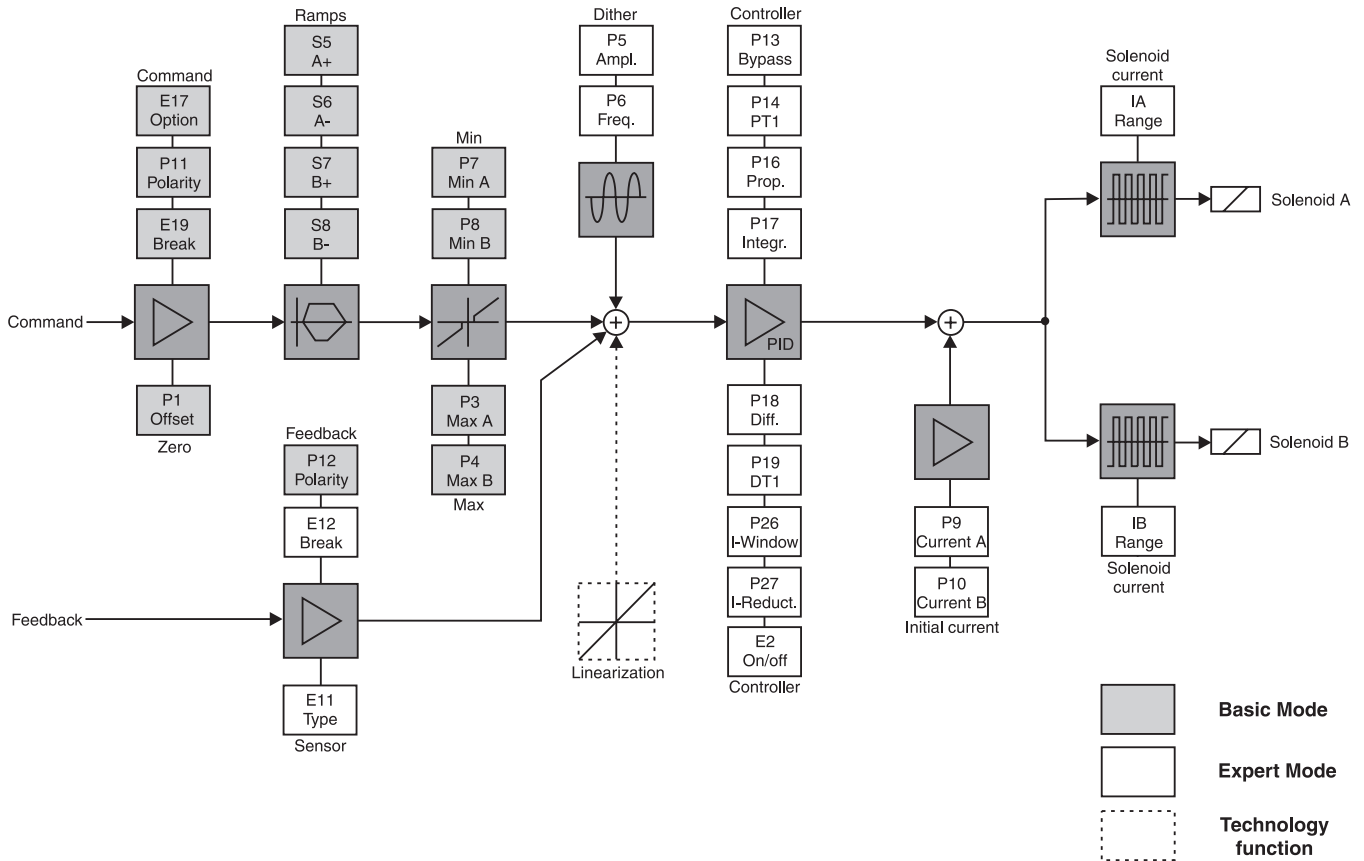 Command
Command
E17
Option
P11
Polarity
E19
Break
P1
Offset
Zero
Ramps
S5
A+
S6
A-
S7
B+
S8
B-
Min
P7
Min A
P8
Min B
P3
Max A
P4
Max B
Max
Feedback
Feedback
P12
Polarity
E12
Break
E11
Type
Sensor
Dither
P5
Ampl.
P6
Freq.
+
Linearization
Controller
P13
Bypass
P14
PT1
P16
Prop.
P17
Integr.
PID
P18
Diff.
P19
DT1
P26
I-Window
P27
I-Reduct.
E2
On/off
Controller
+
P9
Current A
P10
Current B
Initial current
Solenoid
current
IA
Range
Solenoid A
Solenoid B
IB
Range
Solenoid
current
Basic Mode
Expert Mode
Technology
function